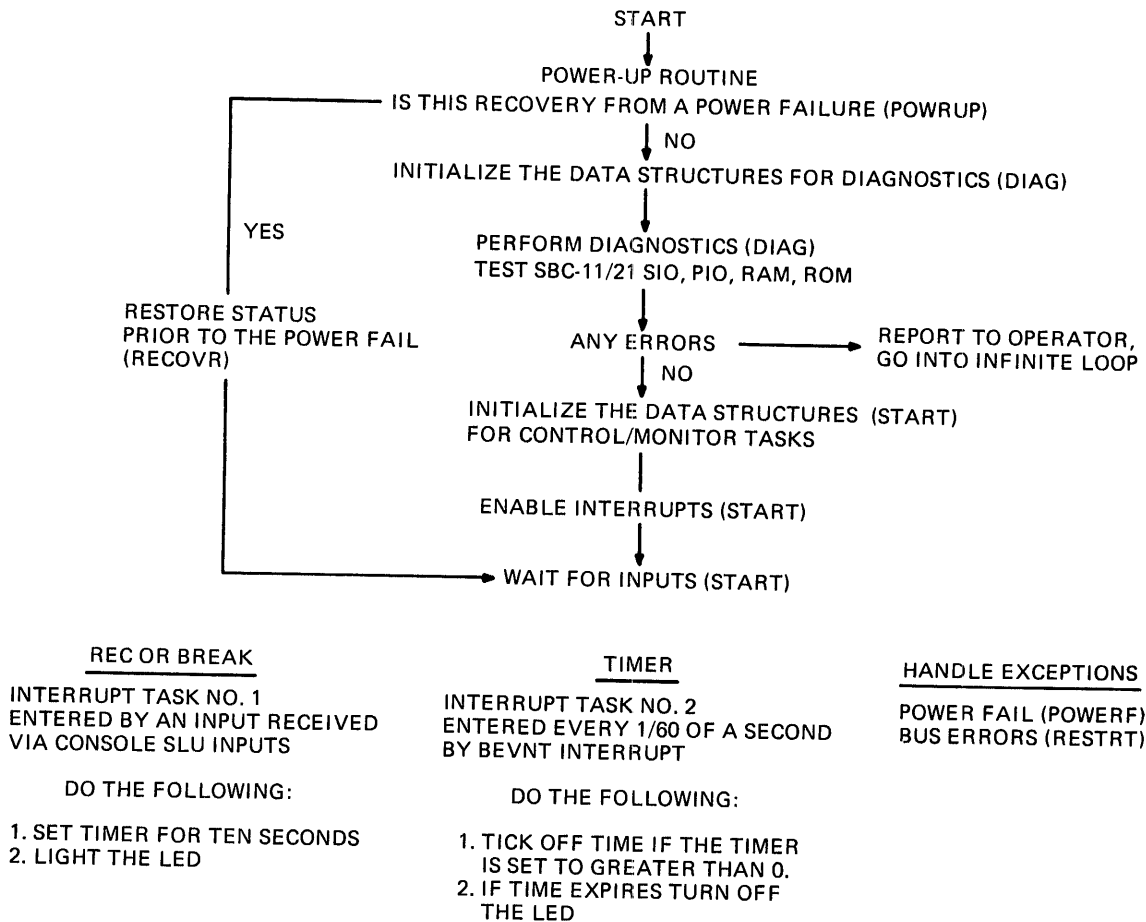 START
POWER-UP ROUTINE
IS THIS RECOVERY FROM A POWER FAILURE (POWRUP)
NO
INITIALIZE THE DATA STRUCTURES FOR DIAGNOSTICS (DIAG)
YES
PERFORM DIAGNOSTICS (DIAG)
TEST SBC-11/21 SIO, PIO, RAM, ROM
RESTORE STATUS
PRIOR TO THE POWER FAIL
(RECOVR)
ANY ERRORS
REPORT TO OPERATOR,
GO INTO INFINITE LOOP
NO
INITIALIZE THE DATA STRUCTURES (START)
FOR CONTROL/MONITOR TASKS
ENABLE INTERRUPTS (START)
WAIT FOR INPUTS (START)
REC OR BREAK
INTERRUPT TASK NO. 1
ENTERED BY AN INPUT RECEIVED
VIA CONSOLE SLU INPUTS
DO THE FOLLOWING:
1. SET TIMER FOR TEN SECONDS
2. LIGHT THE LED
TIMER
INTERRUPT TASK NO. 2
ENTERED EVERY 1/60 OF A SECOND
BY BEVNT INTERRUPT
DO THE FOLLOWING:
1. TICK OFF TIME IF THE TIMER
IS SET TO GREATER THAN 0.
2. IF TIME EXPIRES TURN OFF
THE LED
HANDLE EXCEPTIONS
POWER FAIL (POWERF)
BUS ERRORS (RESTRT)